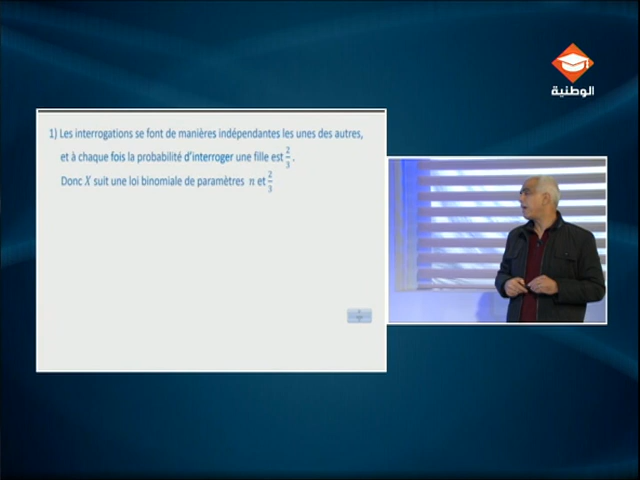 الوطنية
1) Les interrogations se font de manières indépendantes les unes des autres,
et à chaque fois la probabilité d'interroger une fille est 2/3 .
Donc X suit une loi binomiale de paramètres n et 2/3